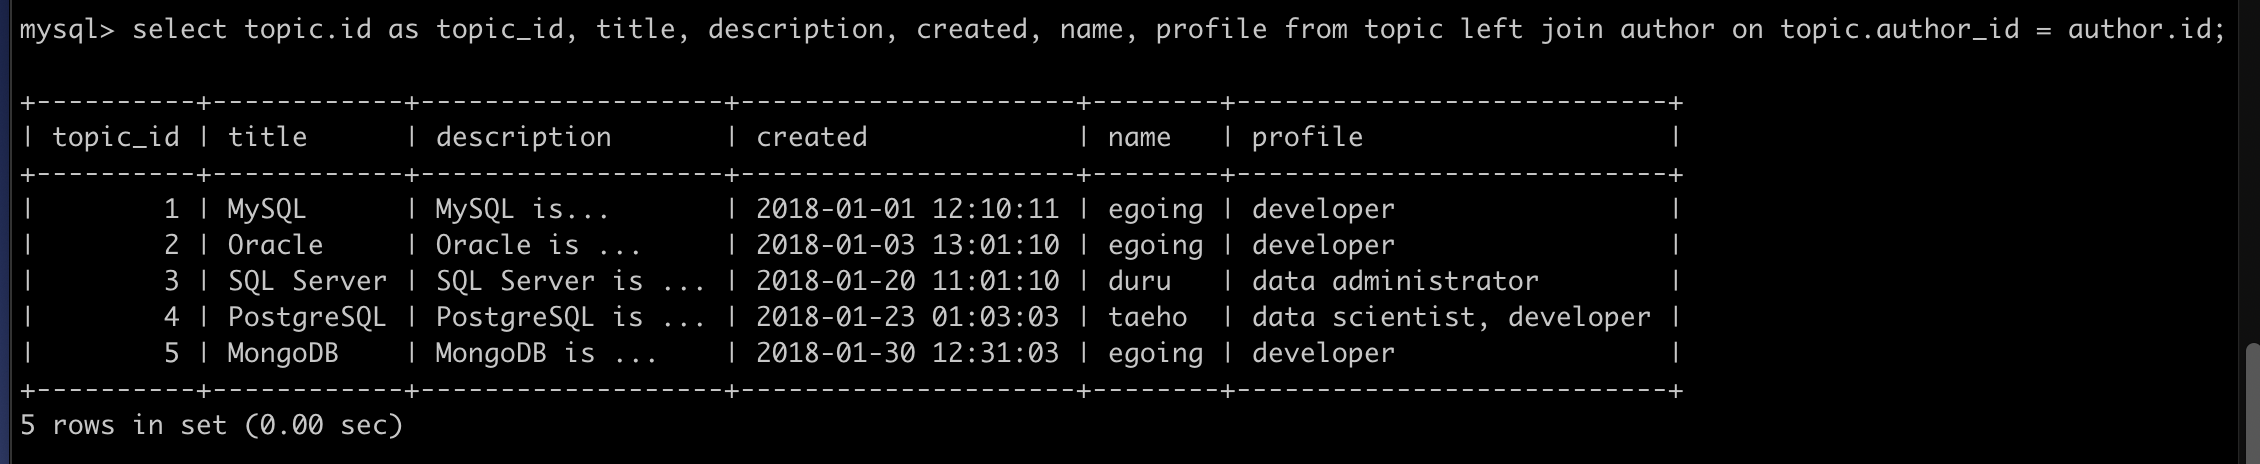 mysql> select topic.id as topic_id, title, description, created, name, profile from topic left join author on topic.author_id = author.id;
+----------+------------+-------------------+---------------------+--------+---------------------------+
| topic_id | title      | description       | created             | name   | profile                   |
+----------+------------+-------------------+---------------------+--------+---------------------------+
|        1 | MySQL      | MySQL is...       | 2018-01-01 12:10:11 | egoing | developer                 |
|        2 | Oracle     | Oracle is ...     | 2018-01-03 13:01:10 | egoing | developer                 |
|        3 | SQL Server | SQL Server is ... | 2018-01-20 11:01:10 | duru   | data administrator        |
|        4 | PostgreSQL | PostgreSQL is ... | 2018-01-23 01:03:03 | taeho  | data scientist, developer |
|        5 | MongoDB    | MongoDB is ...    | 2018-01-30 12:31:03 | egoing | developer                 |
+----------+------------+-------------------+---------------------+--------+---------------------------+
5 rows in set (0.00 sec)